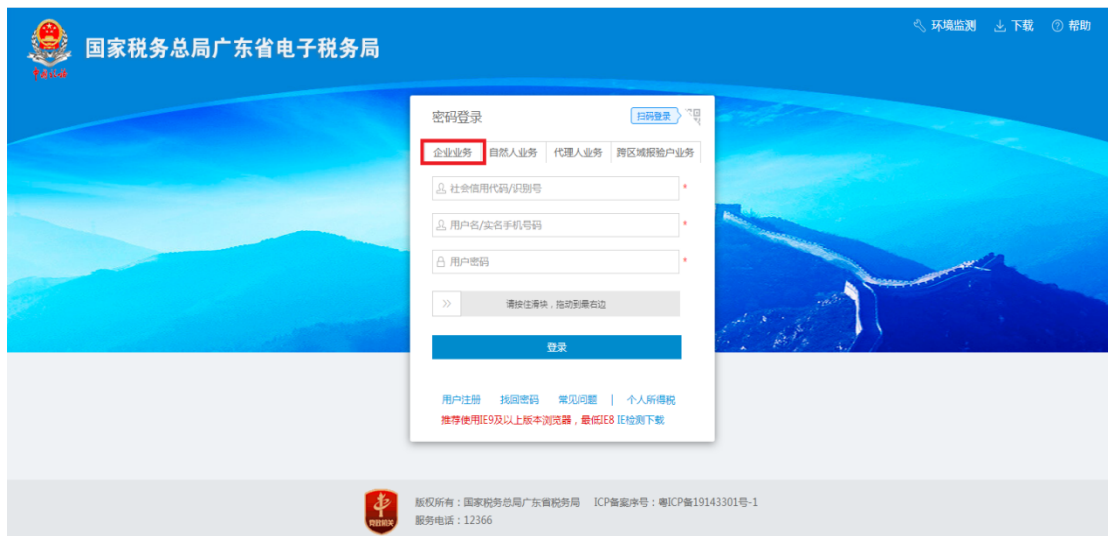 环境监测 下载 帮助
国家税务总局广东省电子税务局
中国税务
密码登录 扫码登录
企业业务 自然人业务 代理人业务 跨区域报验户业务
社会信用代码/识别号 *
用户名/实名手机号码 *
用户密码 *
请按住滑块，拖动到最右边
登录
用户注册 找回密码 常见问题 | 个人所得税
推荐使用IE9及以上版本浏览器，最低IE8 IE检测下载
版权所有：国家税务总局广东省税务局 ICP备案序号：粤ICP备19143301号-1
服务电话：12366
党政机关